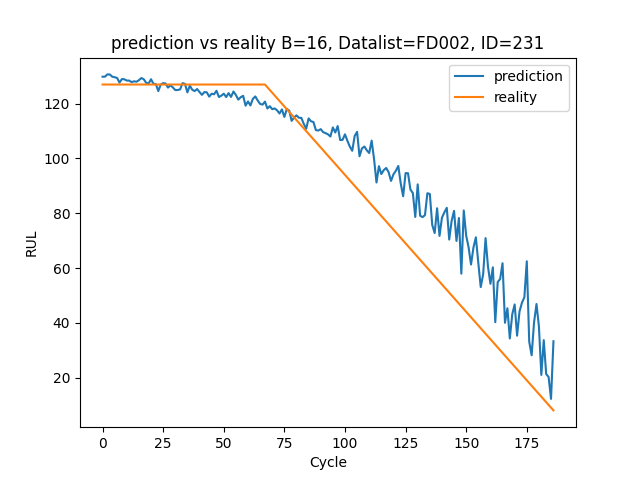 prediction vs reality B=16, Datalist=FD002, ID=231
prediction
reality
RUL
120
100
80
60
40
20
0 25 50 75 100 125 150 175
Cycle